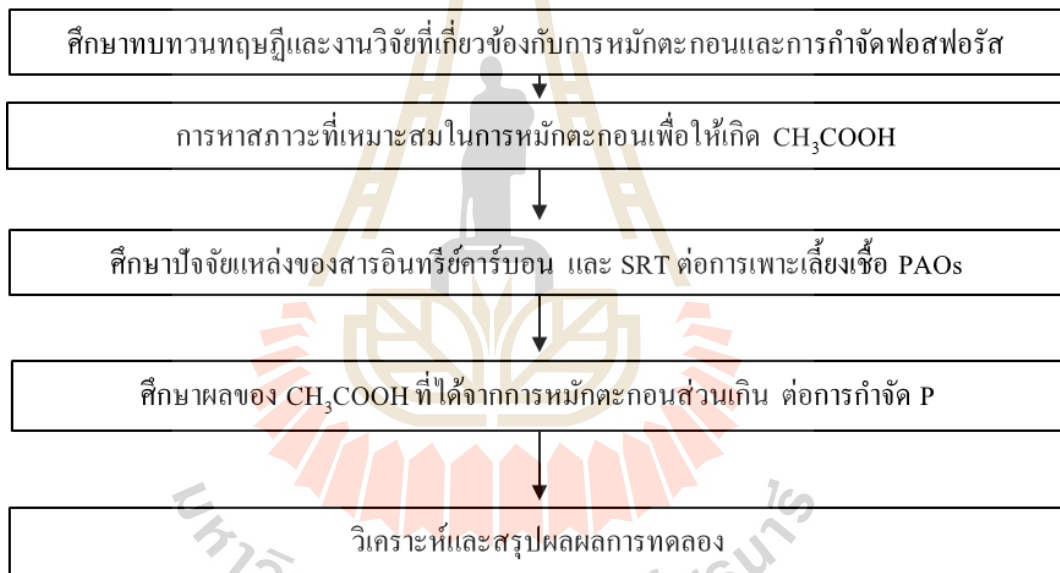 ศึกษาทบทวนทฤษฏีและงานวิจัยที่เกี่ยวข้องกับการหมักตะกอนและการกำจัดฟอสฟอรัส
การหาสภาวะที่เหมาะสมในการหมักตะกอนเพื่อให้เกิด CH₃COOH
ศึกษาปัจจัยแหล่งของสารอินทรีย์คาร์บอน และ SRT ต่อการเพาะเลี้ยงเชื้อ PAOs
ศึกษาผลของ CH₃COOH ที่ได้จากการหมักตะกอนส่วนเกิน ต่อการกำจัด P
วิเคราะห์และสรุปผลผลการทดลอง